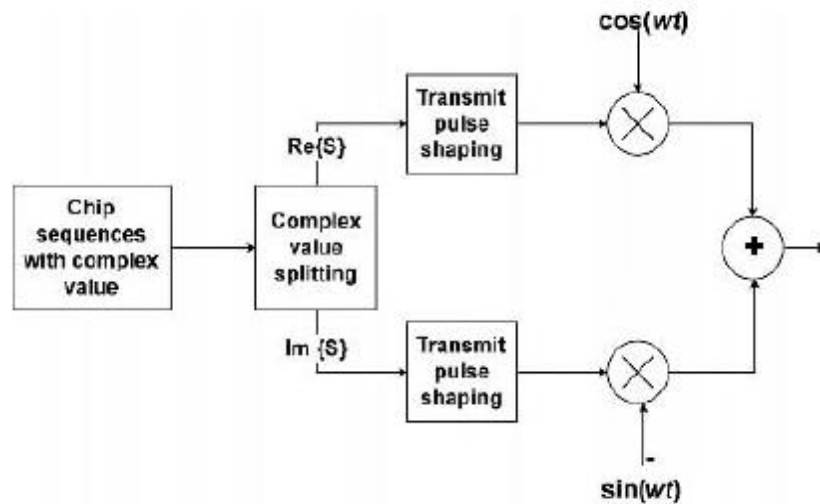 cos(wt)
Transmit
pulse
shaping
Re{S}
Chip
sequences
with complex
value
Complex
value
splitting
+
Im {S}
Transmit
pulse
shaping
-
sin(wt)